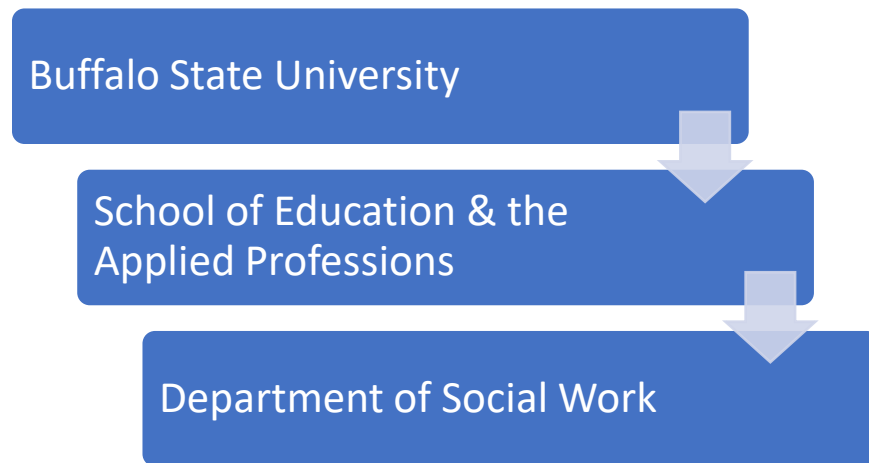 Buffalo State University
School of Education & the
Applied Professions
Department of Social Work